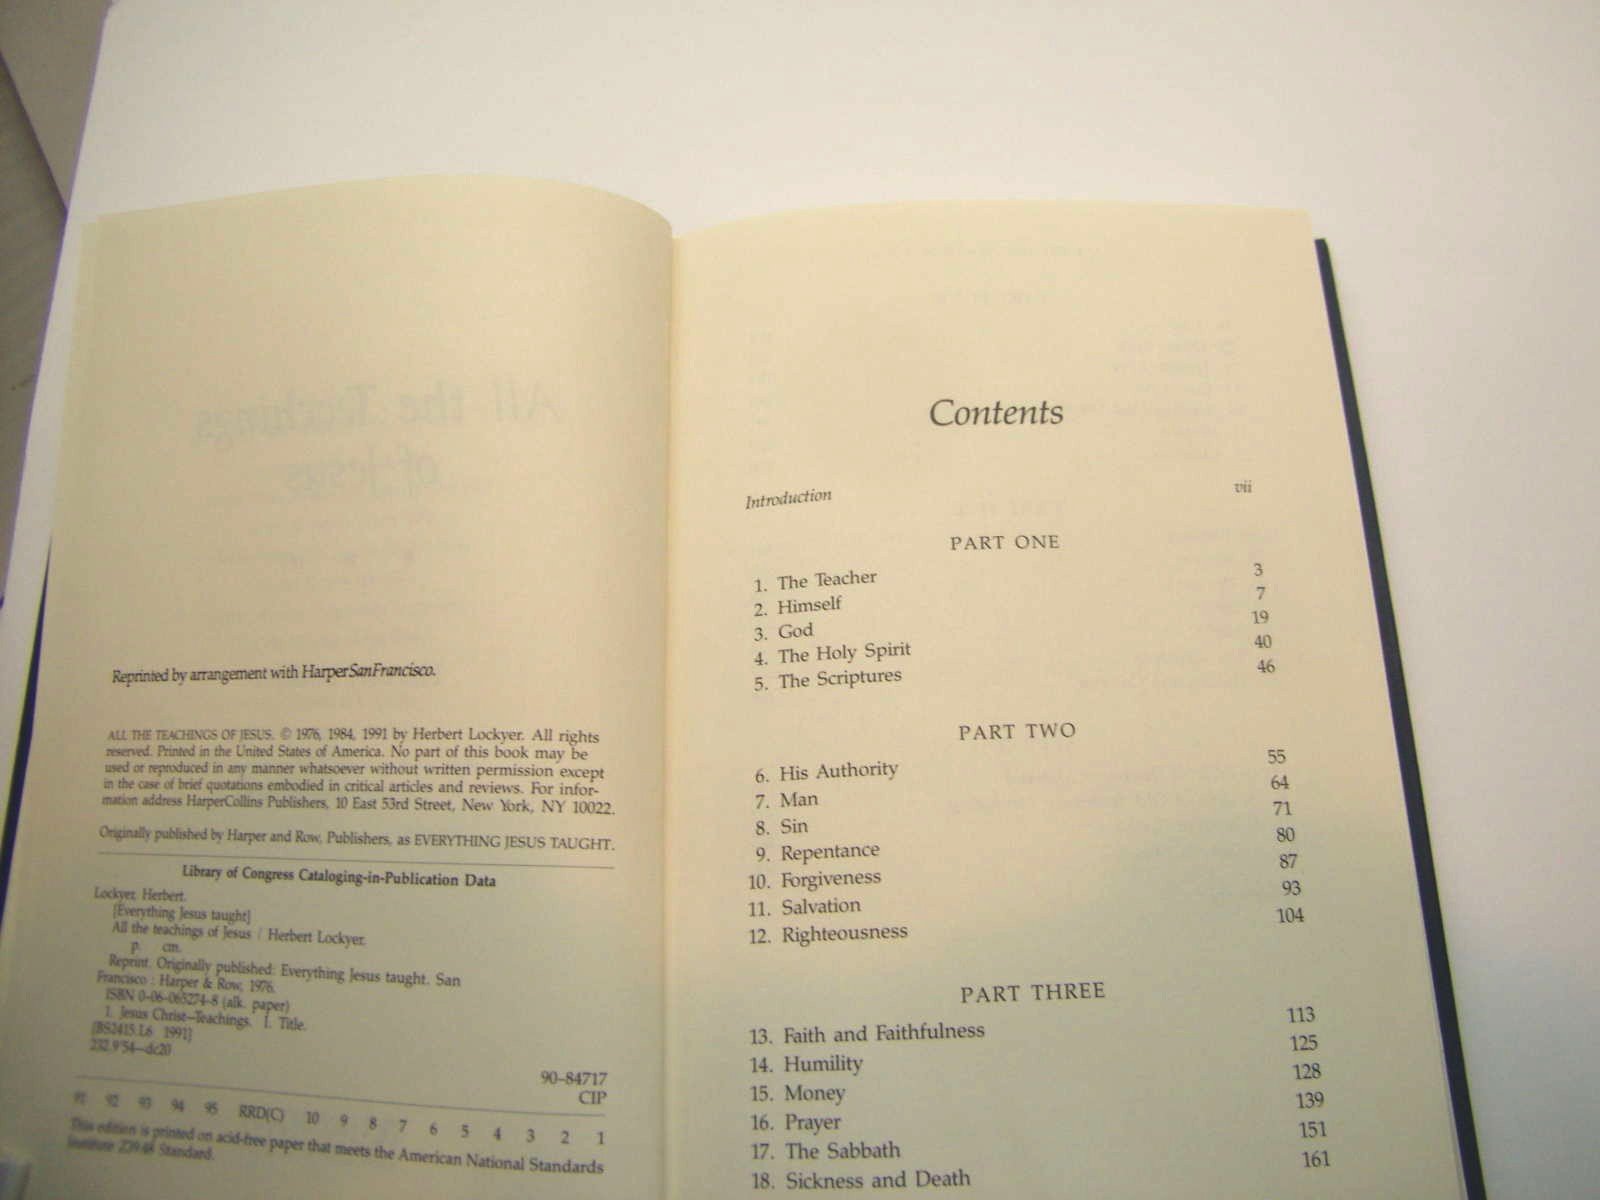 Reprinted by arrangement with HarperSanFrancisco.
ALL THE TEACHINGS OF JESUS. © 1976, 1984, 1991 by Herbert Lockyer. All rights
reserved. Printed in the United States of America. No part of this book may be
used or reproduced in any manner whatsoever without written permission except
in the case of brief quotations embodied in critical articles and reviews. For infor-
mation address HarperCollins Publishers, 10 East 53rd Street, New York, NY 10022.
Originally published by Harper and Row, Publishers, as EVERYTHING JESUS TAUGHT.
Library of Congress Cataloging-in-Publication Data
Lockyer, Herbert.
[Everything Jesus taught]
All the teachings of Jesus / Herbert Lockyer.
p. cm.
Reprint. Originally published: Everything Jesus taught. San
Francisco : Harper & Row, 1976.
ISBN 0-06-065274-8 (alk. paper)
1. Jesus Christ—Teachings. I. Title.
[BS2415.L6 1991]
232.9'54—dc20
90-84717
CIP
91 92 93 94 95 RRD(C) 10 9 8 7 6 5 4 3 2 1
This edition is printed on acid-free paper that meets the American National Standards
Institute Z39.48 Standard.
Contents
Introduction vii
PART ONE
1. The Teacher 3
2. Himself 7
3. God 19
4. The Holy Spirit 40
5. The Scriptures 46
PART TWO
6. His Authority 55
7. Man 64
8. Sin 71
9. Repentance 80
10. Forgiveness 87
11. Salvation 93
12. Righteousness 104
PART THREE
13. Faith and Faithfulness 113
14. Humility 125
15. Money 128
16. Prayer 139
17. The Sabbath 151
18. Sickness and Death 161